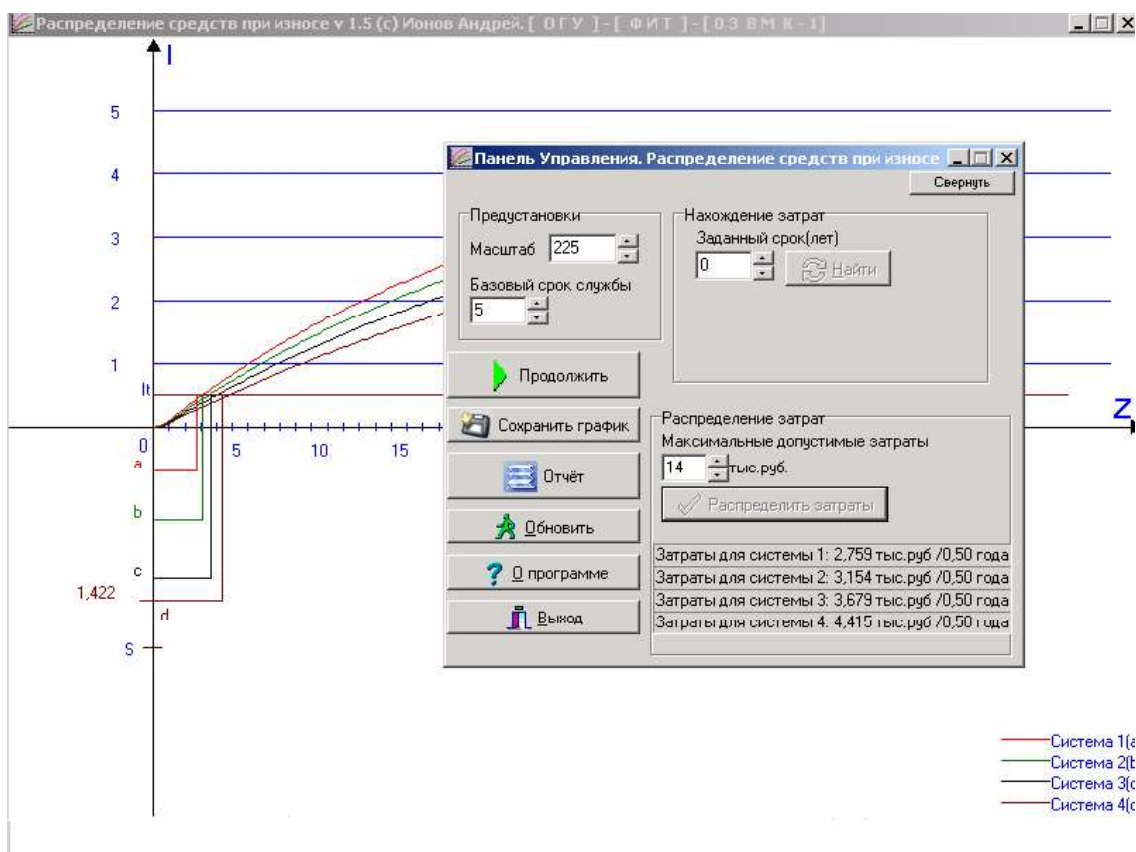 Распределение средств при износе v 1.5 (c) Ионов Андрей. [ О Г У ]-[ Ф И Т ]-[03 В М К - 1]
I
5
4
3
2
1
It
0
5
10
15
Z
a
b
c
1,422
d
S
Панель Управления. Распределение средств при износе
Свернуть
Предустановки
Масштаб 225
Базовый срок службы
5
Нахождение затрат
Заданный срок(лет)
0 Найти
Продолжить
Сохранить график
Отчёт
Обновить
О программе
Выход
Распределение затрат
Максимальные допустимые затраты
14 тыс.руб.
Распределить затраты
Затраты для системы 1: 2,759 тыс.руб /0,50 года
Затраты для системы 2: 3,154 тыс.руб /0,50 года
Затраты для системы 3: 3,679 тыс.руб /0,50 года
Затраты для системы 4: 4,415 тыс.руб /0,50 года
Система 1(a
Система 2(b
Система 3(c
Система 4(d